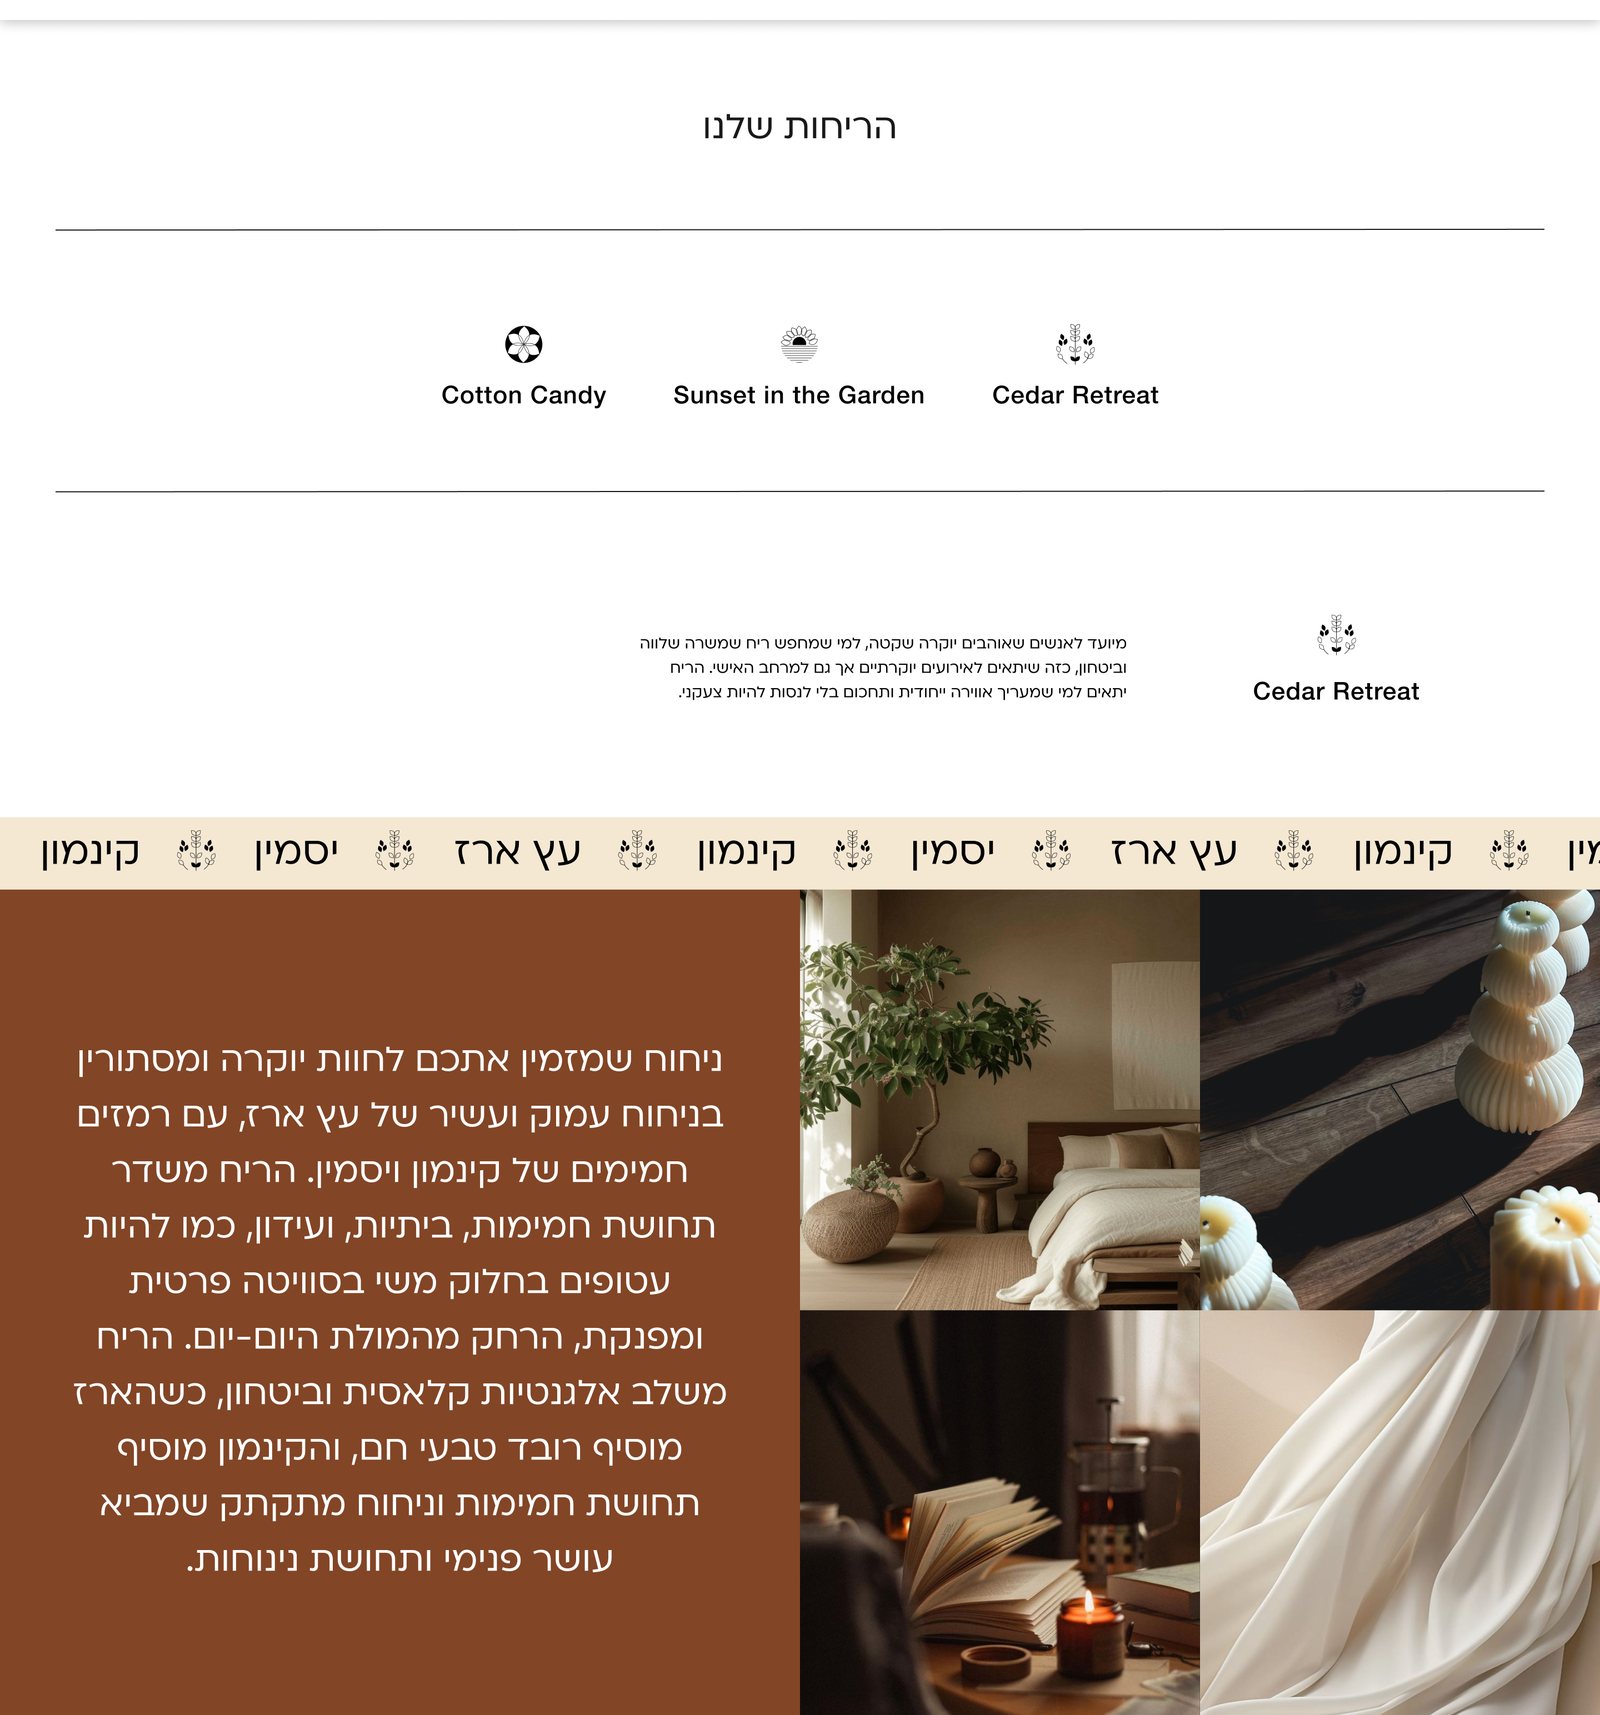 הריחות שלנו
Cedar Retreat
Sunset in the Garden
Cotton Candy
Cedar Retreat
מיועד לאנשים שאוהבים יוקרה שקטה, למי שמחפש ריח שמשרה שלווה
וביטחון, כזה שיתאים לאירועים יוקרתיים אך גם למרחב האישי. הריח
יתאים למי שמעריך אווירה ייחודית ותחכום בלי לנסות להיות צעקני.
קינמון עץ ארז יסמין קינמון עץ ארז יסמין קינמון
ניחוח שמזמין אתכם לחוות יוקרה ומסתורין
בניחוח עמוק ועשיר של עץ ארז, עם רמזים
חמימים של קינמון ויסמין. הריח משדר
תחושת חמימות, ביתיות, ועידון, כמו להיות
עטופים בחלוק משי בסוויטה פרטית
ומפנקת, הרחק מהמולת היום-יום. הריח
משלב אלגנטיות קלאסית וביטחון, כשהארז
מוסיף רובד טבעי חם, והקינמון מוסיף
תחושת חמימות וניחוח מתקתק שמביא
עושר פנימי ותחושת נינוחות.